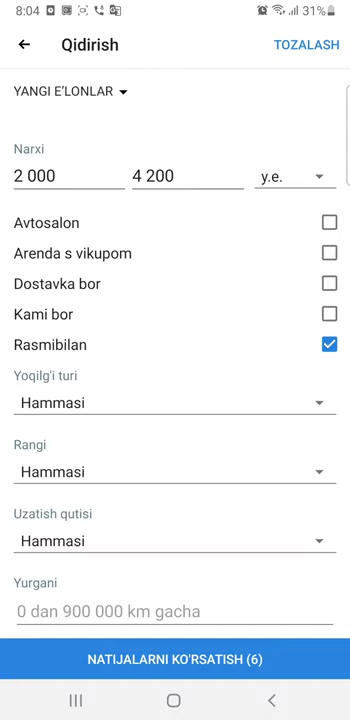 8:04 31%
Qidirish TOZALASH
YANGI E'LONLAR
Narxi
2 000 4 200 y.e.
Avtosalon
Arenda s vikupom
Dostavka bor
Kami bor
Rasmibilan
Yoqilg'i turi
Hammasi
Rangi
Hammasi
Uzatish qutisi
Hammasi
Yurgani
0 dan 900 000 km gacha
NATIJALARNI KO'RSATISH (6)